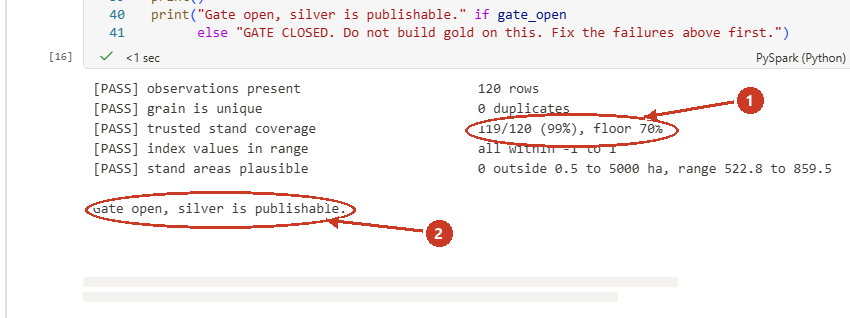 40 print("Gate open, silver is publishable." if gate_open
41 else "GATE CLOSED. Do not build gold on this. Fix the failures above first.")
[16] <1 sec PySpark (Python)
[PASS] observations present 120 rows
[PASS] grain is unique 0 duplicates
1
[PASS] trusted stand coverage 119/120 (99%), floor 70%
[PASS] index values in range all within -1 to 1
[PASS] stand areas plausible 0 outside 0.5 to 5000 ha, range 522.8 to 859.5
Gate open, silver is publishable.
2